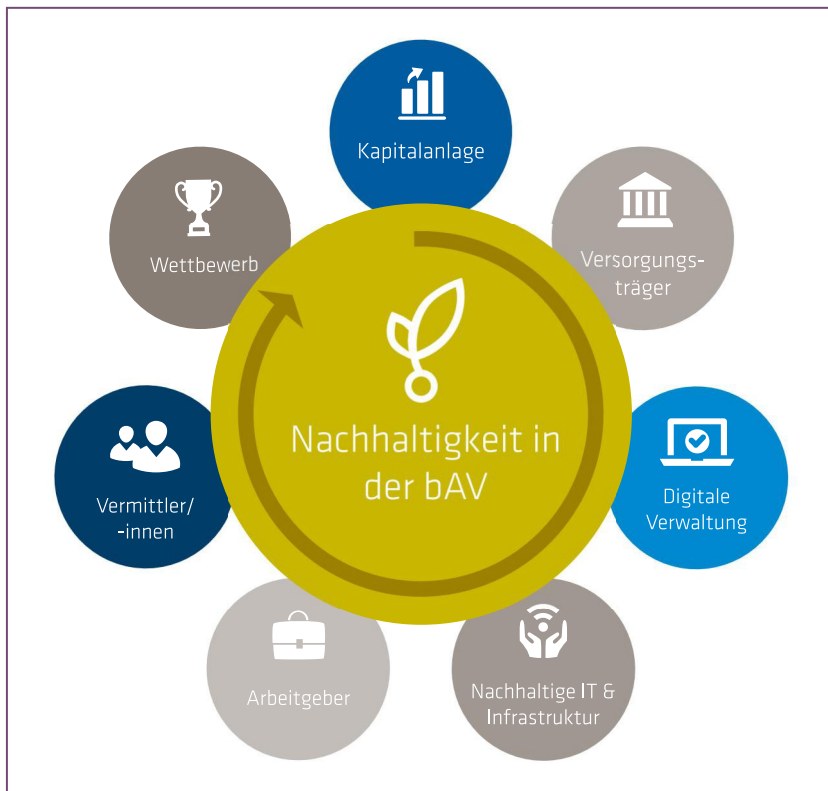 Kapitalanlage
Versorgungs-
träger
Digitale
Verwaltung
Nachhaltige IT &
Infrastruktur
Arbeitgeber
Vermittler/
-innen
Wettbewerb
Nachhaltigkeit in
der bAV